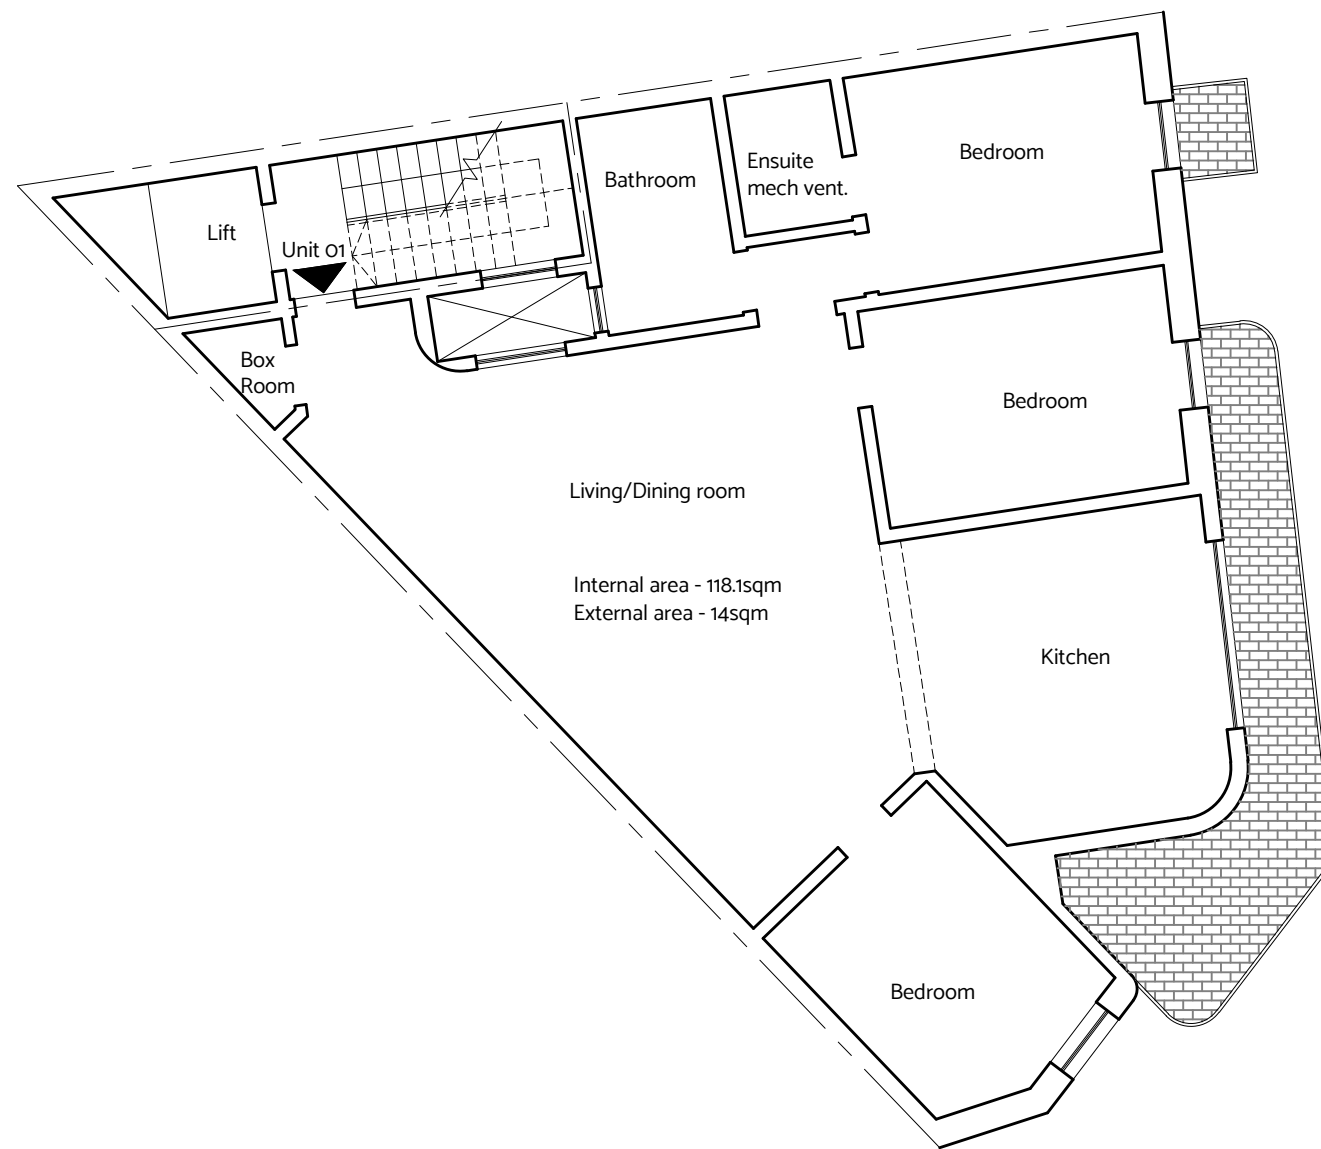 Bedroom
Ensuite
mech vent.
Bathroom
Lift
Unit 01
Box
Room
Bedroom
Living/Dining room
Internal area - 118.1sqm
External area - 14sqm
Kitchen
Bedroom